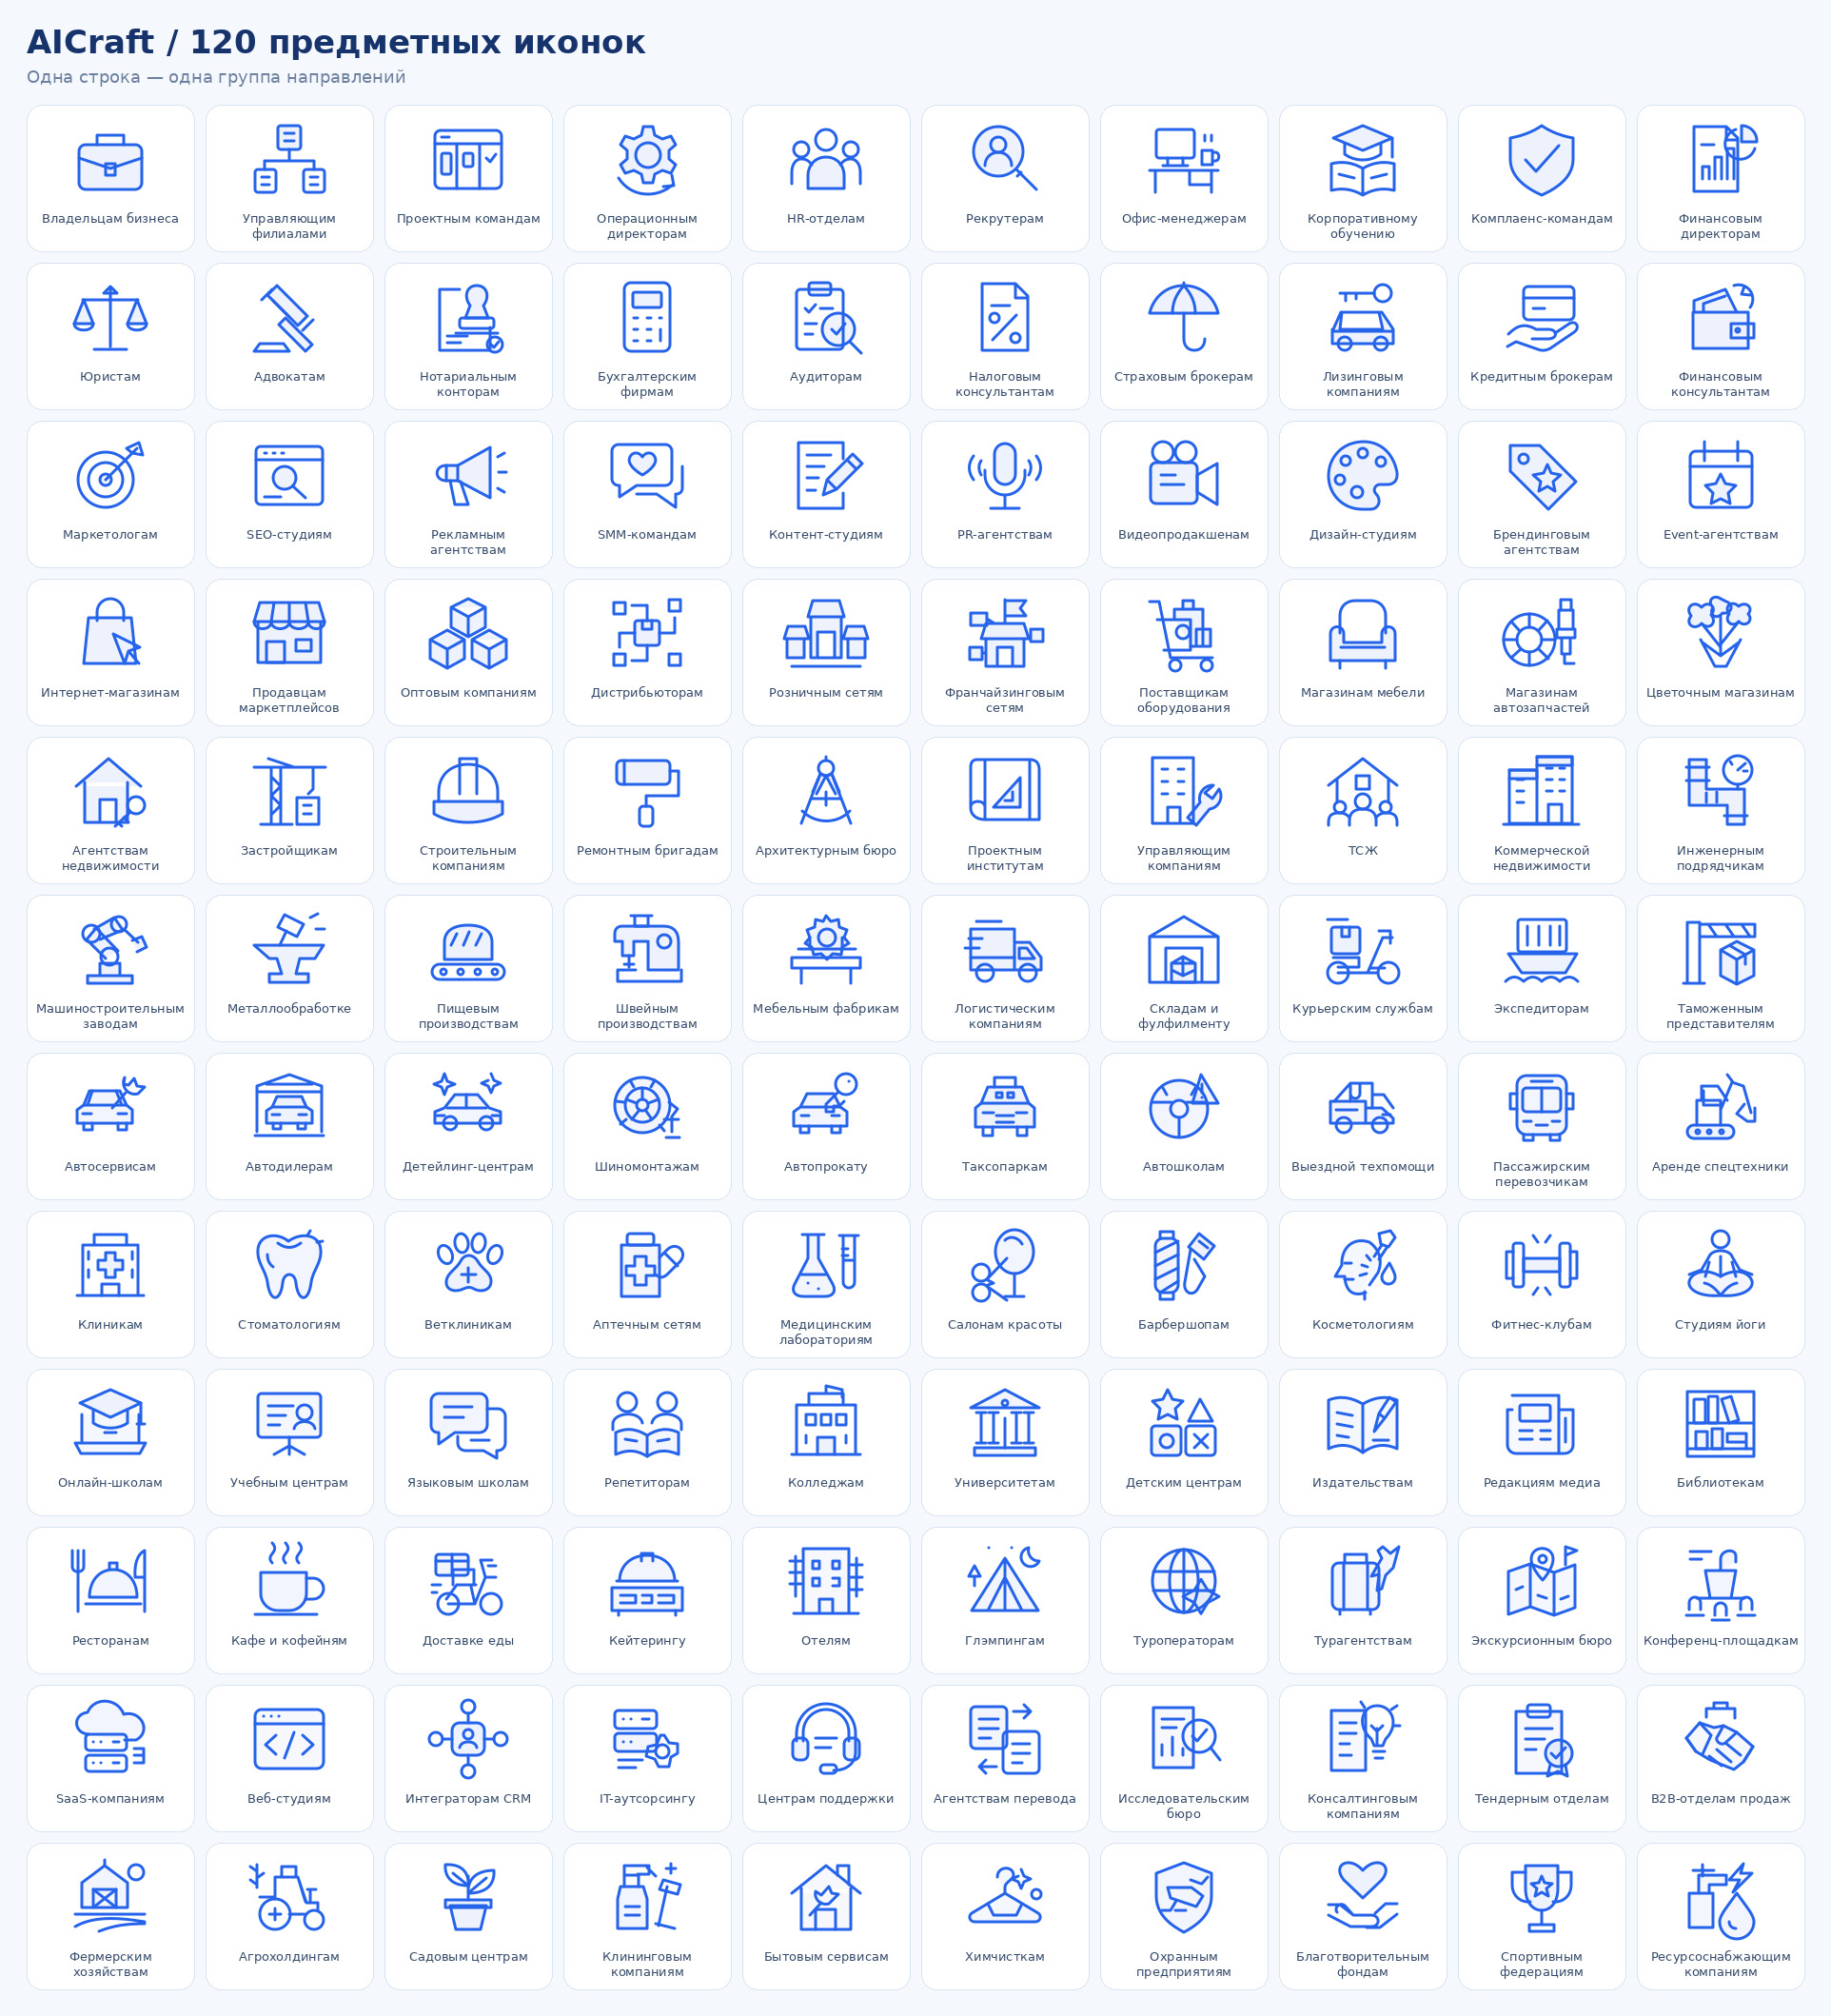 AICraft / 120 предметных иконок
Одна строка — одна группа направлений
Владельцам бизнеса
Управляющим
филиалами
Проектным командам
Операционным
директорам
HR-отделам
Рекрутерам
Офис-менеджерам
Корпоративному
обучению
Комплаенс-командам
Финансовым
директорам
Юристам
Адвокатам
Нотариальным
конторам
Бухгалтерским
фирмам
Аудиторам
Налоговым
консультантам
Страховым брокерам
Лизинговым
компаниям
Кредитным брокерам
Финансовым
консультантам
Маркетологам
SEO-студиям
Рекламным
агентствам
SMM-командам
Контент-студиям
PR-агентствам
Видеопродакшенам
Дизайн-студиям
Брендинговым
агентствам
Event-агентствам
Интернет-магазинам
Продавцам
маркетплейсов
Оптовым компаниям
Дистрибьюторам
Розничным сетям
Франчайзинговым
сетям
Поставщикам
оборудования
Магазинам мебели
Магазинам
автозапчастей
Цветочным магазинам
Агентствам
недвижимости
Застройщикам
Строительным
компаниям
Ремонтным бригадам
Архитектурным бюро
Проектным
институтам
Управляющим
компаниям
ТСЖ
Коммерческой
недвижимости
Инженерным
подрядчикам
Машиностроительным
заводам
Металлообработке
Пищевым
производствам
Швейным
производствам
Мебельным фабрикам
Логистическим
компаниям
Складам и
фулфилменту
Курьерским службам
Экспедиторам
Таможенным
представителям
Автосервисам
Автодилерам
Детейлинг-центрам
Шиномонтажам
Автопрокату
Таксопаркам
Автошколам
Выездной техпомощи
Пассажирским
перевозчикам
Аренде спецтехники
Клиникам
Стоматологиям
Ветклиникам
Аптечным сетям
Медицинским
лабораториям
Салонам красоты
Барбершопам
Косметологиям
Фитнес-клубам
Студиям йоги
Онлайн-школам
Учебным центрам
Языковым школам
Репетиторам
Колледжам
Университетам
Детским центрам
Издательствам
Редакциям медиа
Библиотекам
Ресторанам
Кафе и кофейням
Доставке еды
Кейтерингу
Отелям
Глэмпингам
Туроператорам
Турагентствам
Экскурсионным бюро
Конференц-площадкам
SaaS-компаниям
Веб-студиям
Интеграторам CRM
IT-аутсорсингу
Центрам поддержки
Агентствам перевода
Исследовательским
бюро
Консалтинговым
компаниям
Тендерным отделам
B2B-отделам продаж
Фермерским
хозяйствам
Агрохолдингам
Садовым центрам
Клининговым
компаниям
Бытовым сервисам
Химчисткам
Охранным
предприятиям
Благотворительным
фондам
Спортивным
федерациям
Ресурсоснабжающим
компаниям